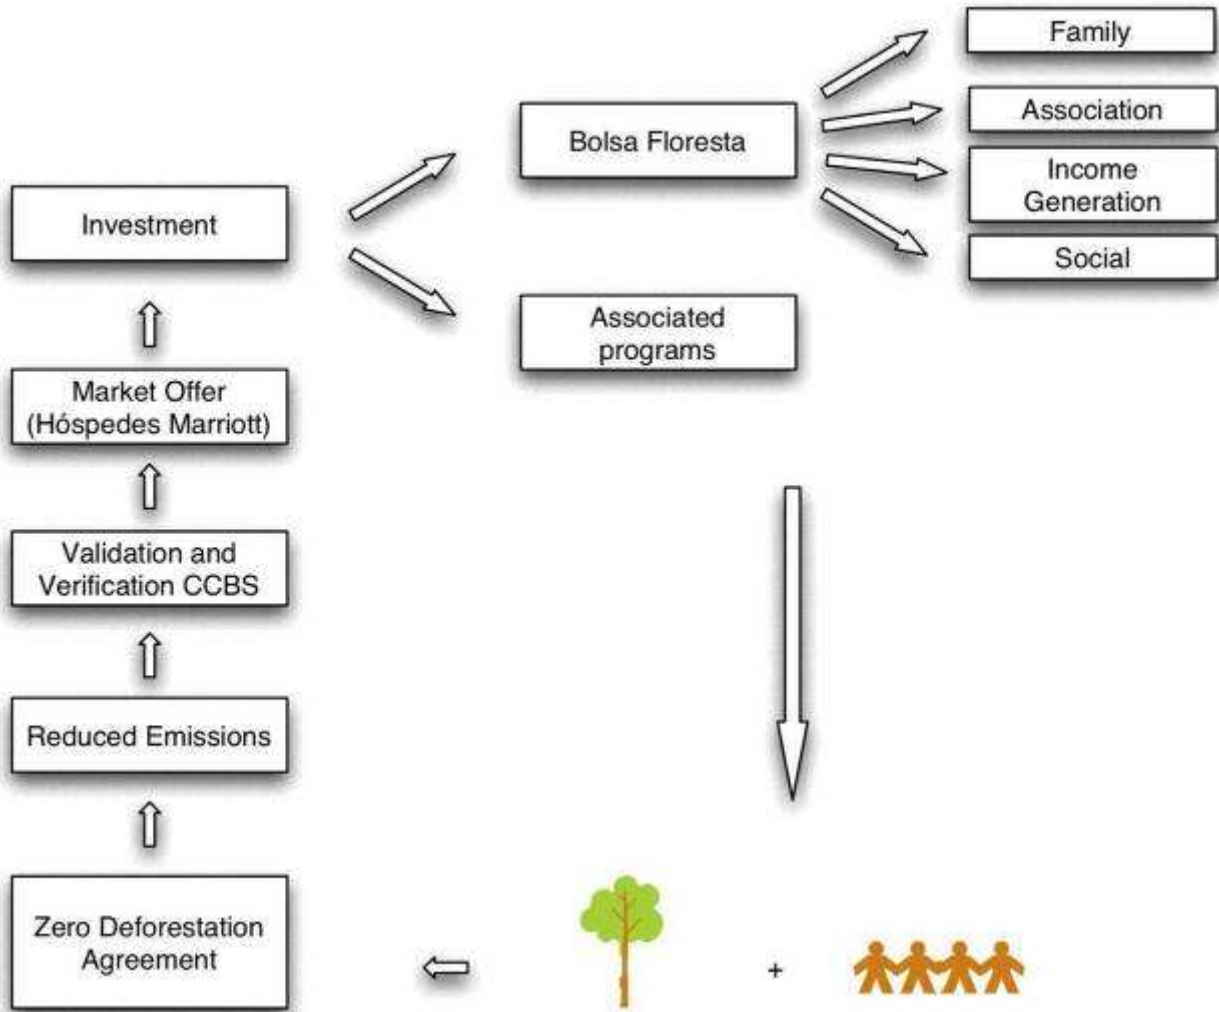 Family
Association
Bolsa Floresta
Income
Generation
Investment
Social
Associated
programs
Market Offer
(Hóspedes Marriott)
Validation and
Verification CCBS
Reduced Emissions
Zero Deforestation
Agreement
+